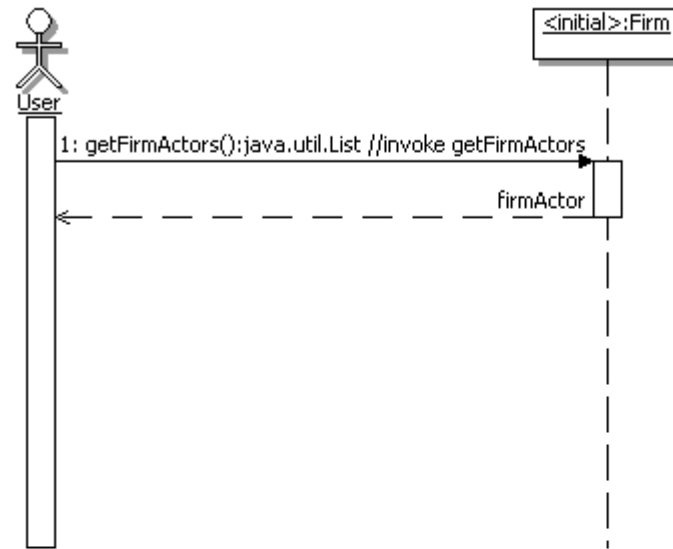 <initial>:Firm
User
1: getFirmActors():java.util.List //invoke getFirmActors
firmActor